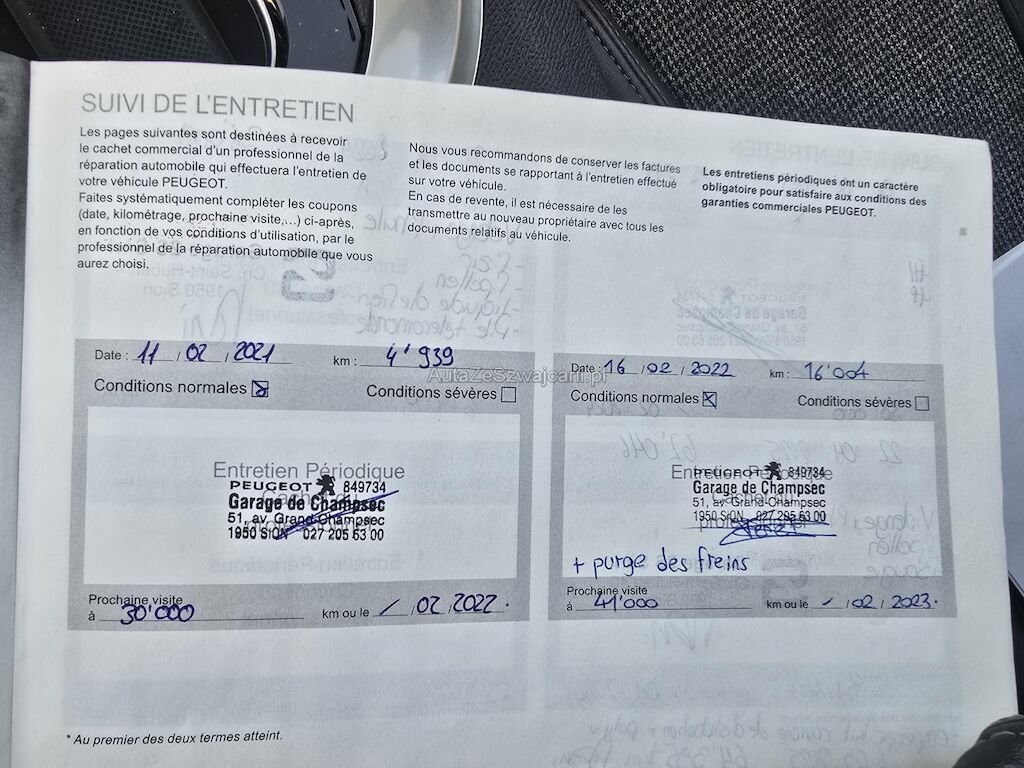 SUIVI DE L'ENTRETIEN
Les pages suivantes sont destinées à recevoir
le cachet commercial d'un professionnel de la
réparation automobile qui effectuera l'entretien de
votre véhicule PEUGEOT.
Faites systématiquement compléter les coupons
(date, kilométrage, prochaine visite,...) ci-après,
en fonction de vos conditions d'utilisation, par le
professionnel de la réparation automobile que vous
aurez choisi.
Nous vous recommandons de conserver les factures
et les documents se rapportant à l'entretien effectué
sur votre véhicule.
En cas de revente, il est nécessaire de les
transmettre au nouveau propriétaire avec tous les
documents relatifs au véhicule.
Les entretiens périodiques ont un caractère
obligatoire pour satisfaire aux conditions des
garanties commerciales PEUGEOT.
Date : 11 / 02 / 2021 km : 4'939
Conditions normales Conditions sévères
Entretien Périodique
PEUGEOT 849734
Garage de Champsec
51, av. Grand-Champsec
1950 SION 027 205 63 00
Prochaine visite
à 30'000 km ou le / 02 / 2022.
Date : 16 / 02 / 2022 km : 16'004
Conditions normales Conditions sévères
Entretien Périodique
PEUGEOT 849734
Garage de Champsec
51, av. Grand-Champsec
1950 SION 027 205 63 00
+ purge des freins
Prochaine visite
à 41'000 km ou le / 02 / 2023.
* Au premier des deux termes atteint.
AutaZeSzwajcarii.pl